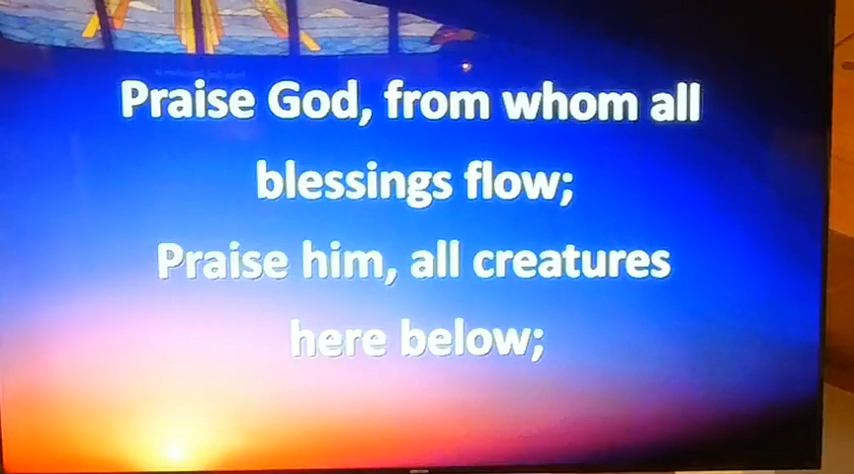 Praise God, from whom all
blessings flow;
Praise him, all creatures
here below;